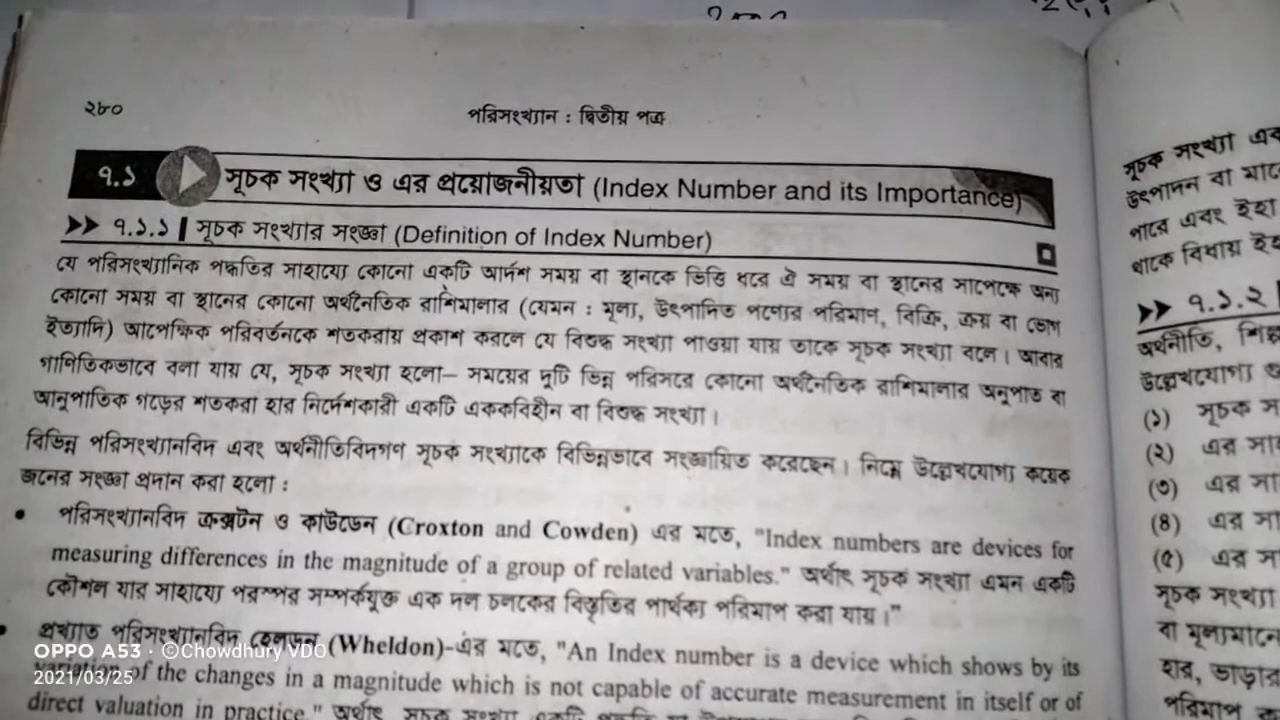 ২৮০
পরিসংখ্যান : দ্বিতীয় পত্র
৭.১ সূচক সংখ্যা ও এর প্রয়োজনীয়তা (Index Number and its Importance)
৭.১.১ সূচক সংখ্যার সংজ্ঞা (Definition of Index Number)
যে পরিসংখ্যানিক পদ্ধতির সাহায্যে কোনো একটি আদর্শ সময় বা স্থানকে ভিত্তি ধরে ঐ সময় বা স্থানের সাপেক্ষে অন্য
কোনো সময় বা স্থানের কোনো অর্থনৈতিক রাশিমালার (যেমন : মূল্য, উৎপাদিত পণ্যের পরিমাণ, বিক্রি, ক্রয় বা ভোগ
ইত্যাদি) আপেক্ষিক পরিবর্তনকে শতকরায় প্রকাশ করলে যে বিশুদ্ধ সংখ্যা পাওয়া যায় তাকে সূচক সংখ্যা বলে। আবার
গাণিতিকভাবে বলা যায় যে, সূচক সংখ্যা হলো– সময়ের দুটি ভিন্ন পরিসরে কোনো অর্থনৈতিক রাশিমালার অনুপাত বা
আনুপাতিক গড়ের শতকরা হার নির্দেশকারী একটি এককবিহীন বা বিশুদ্ধ সংখ্যা।
বিভিন্ন পরিসংখ্যানবিদ এবং অর্থনীতিবিদগণ সূচক সংখ্যাকে বিভিন্নভাবে সংজ্ঞায়িত করেছেন। নিম্নে উল্লেখযোগ্য কয়েক
জনের সংজ্ঞা প্রদান করা হলো :
• পরিসংখ্যানবিদ ক্রক্সটন ও কাউডেন (Croxton and Cowden) এর মতে, "Index numbers are devices for
measuring differences in the magnitude of a group of related variables." অর্থাৎ সূচক সংখ্যা এমন একটি
কৌশল যার সাহায্যে পরস্পর সম্পর্কযুক্ত এক দল চলকের বিস্তৃতির পার্থক্য পরিমাপ করা যায়।"
• প্রখ্যাত পরিসংখ্যানবিদ হেলডন (Wheldon)-এর মতে, "An Index number is a device which shows by its
variation of the changes in a magnitude which is not capable of accurate measurement in itself or of
direct valuation in practice." অর্থাৎ সূচক সংখ্যা একটি
OPPO A53 · ©Chowdhury VDO
2021/03/25
সূচক সংখ্যা এব
উৎপাদন বা
পারে এবং ইহা
থাকে বিধায়
৭.১.২
অর্থনীতি,
উল্লেখযোগ্য
(১) সূচক
(২) এর
(৩) এর
(৪) এর
(৫) এর
সূচক সংখ্যা
বা
হার,
পরিমাপ